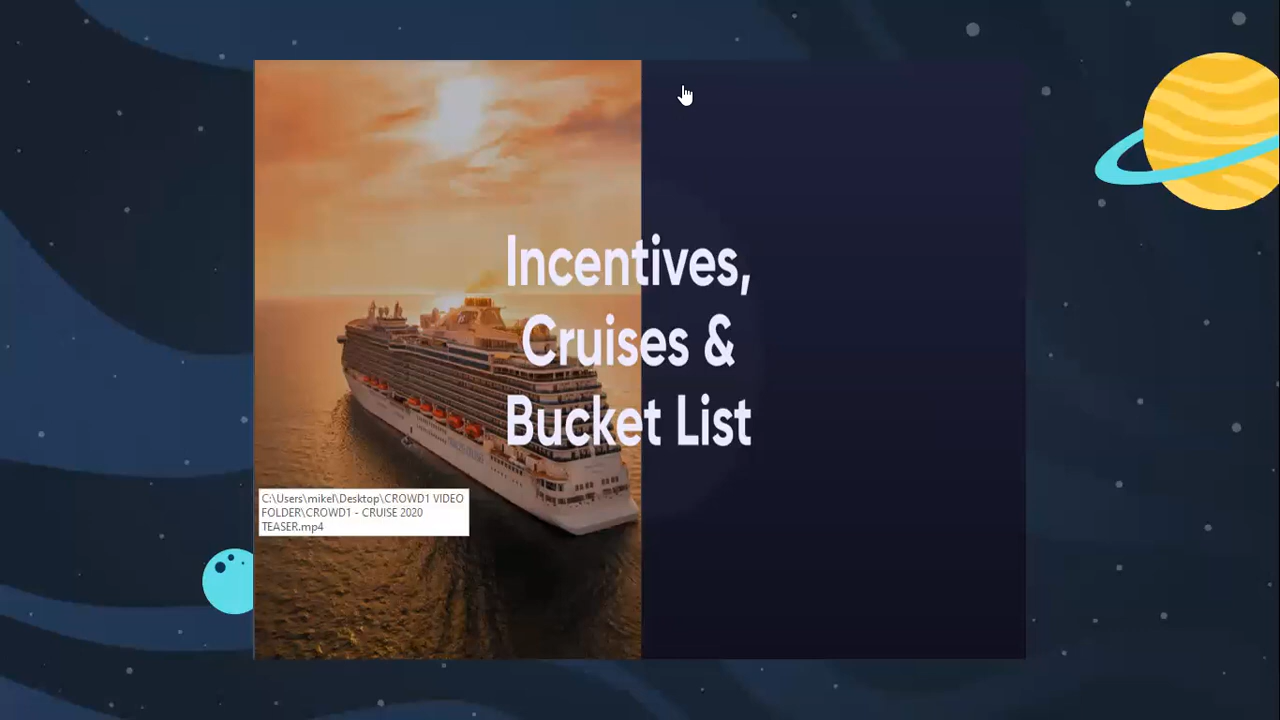 Incentives,
Cruises &
Bucket List
C:\Users\mikel\Desktop\CROWD1 VIDEO
FOLDER\CROWD1 - CRUISE 2020
TEASER.mp4